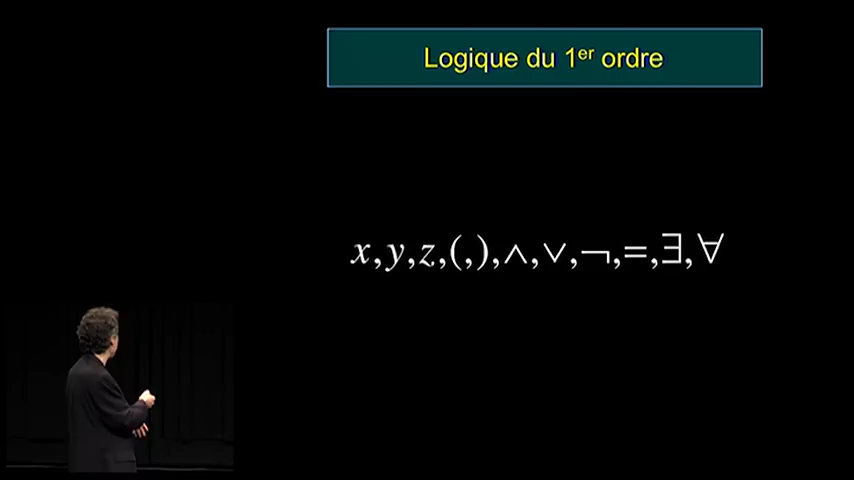 Logique du 1er ordre
x,y,z,(,),∧,∨,¬,=,∃,∀